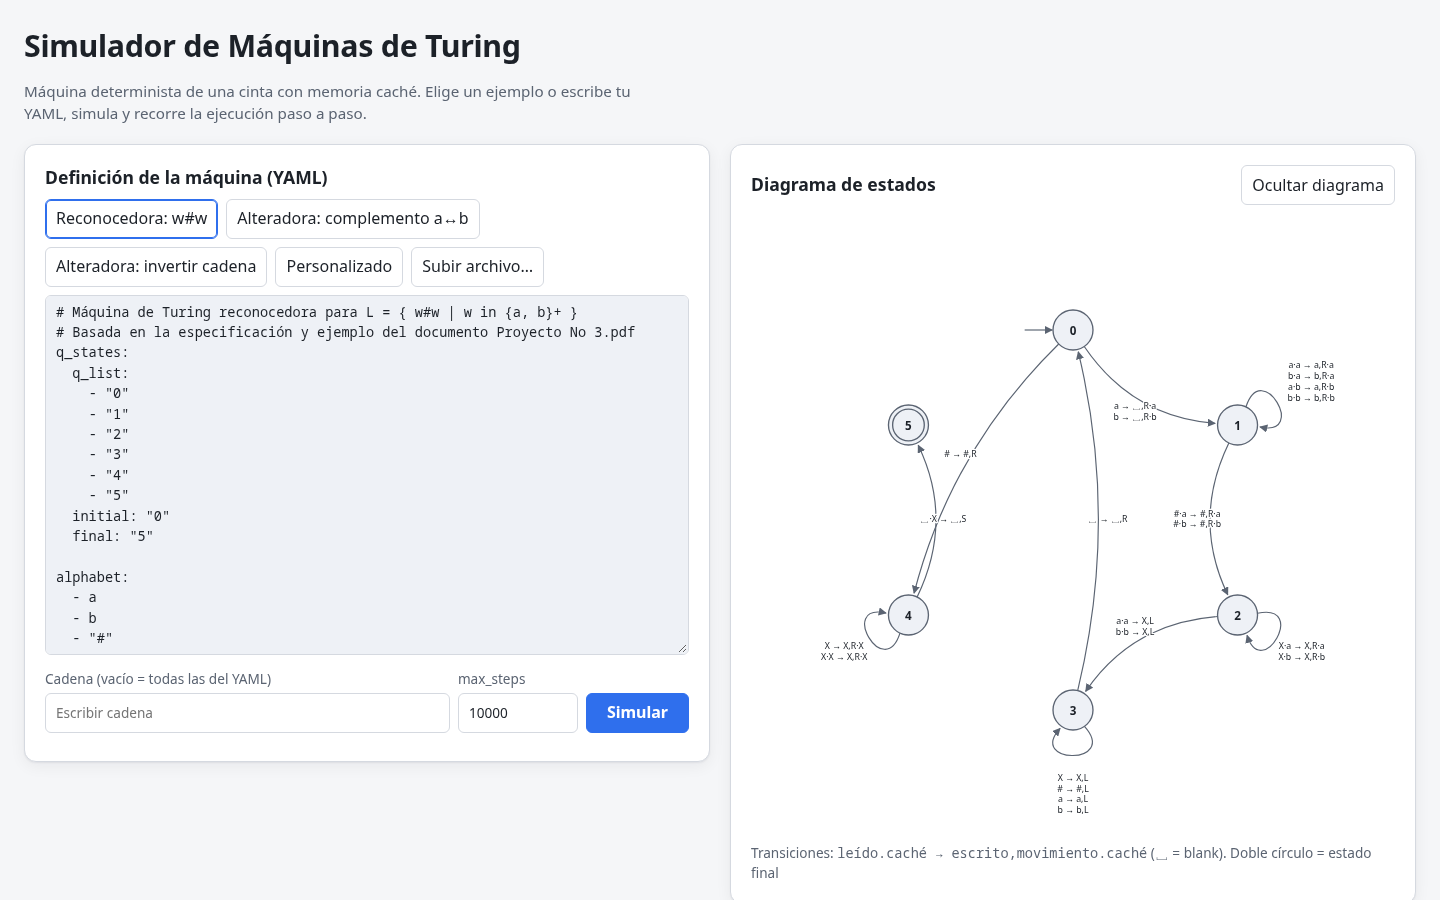 Simulador de Máquinas de Turing
Máquina determinista de una cinta con memoria caché. Elige un ejemplo o escribe tu
YAML, simula y recorre la ejecución paso a paso.
Definición de la máquina (YAML)
Reconocedora: w#w
Alteradora: complemento a↔b
Alteradora: invertir cadena
Personalizado
Subir archivo...
# Máquina de Turing reconocedora para L = { w#w | w in {a, b}+ }
# Basada en la especificación y ejemplo del documento Proyecto No 3.pdf
q_states:
  q_list:
    - "0"
    - "1"
    - "2"
    - "3"
    - "4"
    - "5"
  initial: "0"
  final: "5"
alphabet:
  - a
  - b
  - "#"
Cadena (vacío = todas las del YAML)
Escribir cadena
max_steps
10000
Simular
Diagrama de estados
Ocultar diagrama
0
a·a → a,R·a
b·a → b,R·a
a·b → a,R·b
b·b → b,R·b
a → ⎵,R·a
b → ⎵,R·b
5
1
# → #,R
⎵·X → ⎵,S
⎵ → ⎵,R
#·a → #,R·a
#·b → #,R·b
4
2
a·a → X,L
b·b → X,L
X → X,R·X
X·X → X,R·X
X·a → X,R·a
X·b → X,R·b
3
X → X,L
# → #,L
a → a,L
b → b,L
Transiciones: leído.caché → escrito,movimiento.caché (⎵ = blank). Doble círculo = estado
final